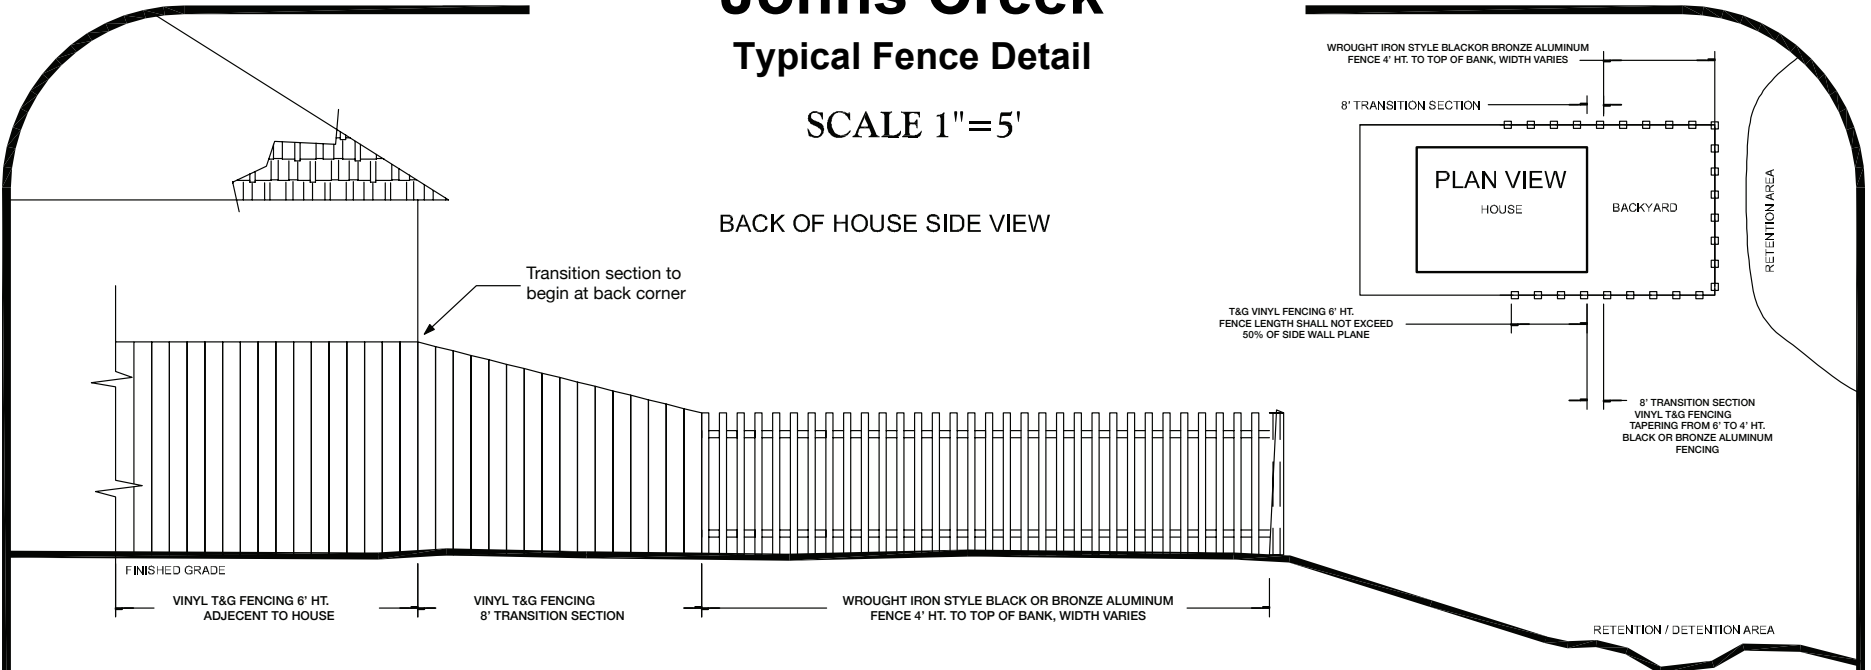 Johns Creek
Typical Fence Detail
SCALE 1"=5'
BACK OF HOUSE SIDE VIEW
Transition section to
begin at back corner
WROUGHT IRON STYLE BLACKOR BRONZE ALUMINUM
FENCE 4' HT. TO TOP OF BANK, WIDTH VARIES
8' TRANSITION SECTION
PLAN VIEW
HOUSE
BACKYARD
RETENTION AREA
T&G VINYL FENCING 6' HT.
FENCE LENGTH SHALL NOT EXCEED
50% OF SIDE WALL PLANE
8' TRANSITION SECTION
VINYL T&G FENCING
TAPERING FROM 6' TO 4' HT.
BLACK OR BRONZE ALUMINUM
FENCING
FINISHED GRADE
VINYL T&G FENCING 6' HT.
ADJECENT TO HOUSE
VINYL T&G FENCING
8' TRANSITION SECTION
WROUGHT IRON STYLE BLACK OR BRONZE ALUMINUM
FENCE 4' HT. TO TOP OF BANK, WIDTH VARIES
RETENTION / DETENTION AREA